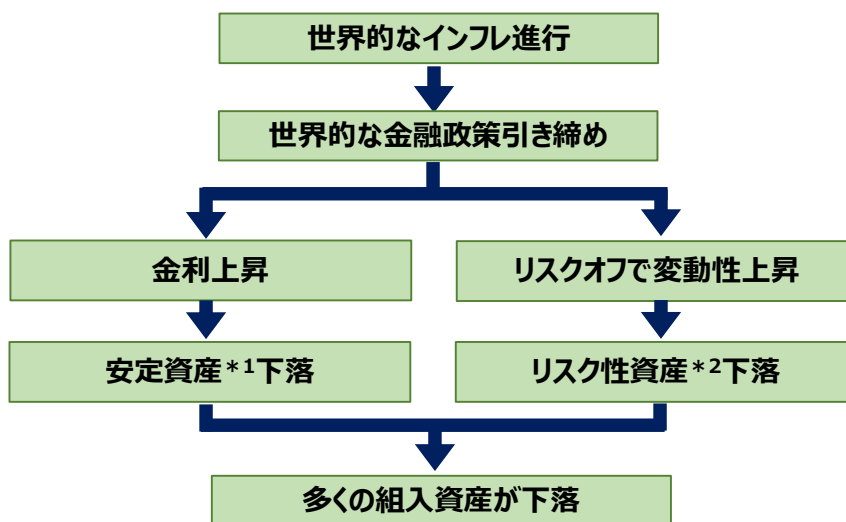 世界的なインフレ進行
世界的な金融政策引き締め
金利上昇
リスクオフで変動性上昇
安定資産*1下落
リスク性資産*2下落
多くの組入資産が下落